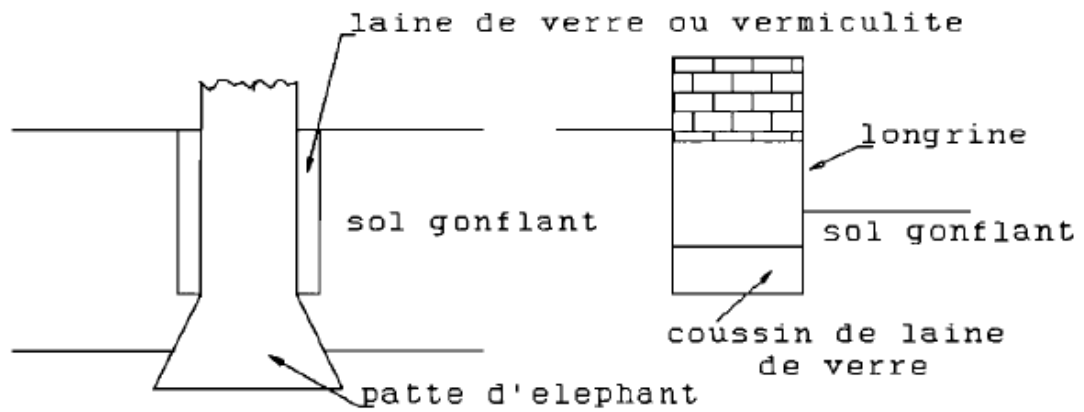 laine de verre ou vermiculite
longrine
sol gonflant
sol gonflant
coussin de laine
de verre
patte d'elephant